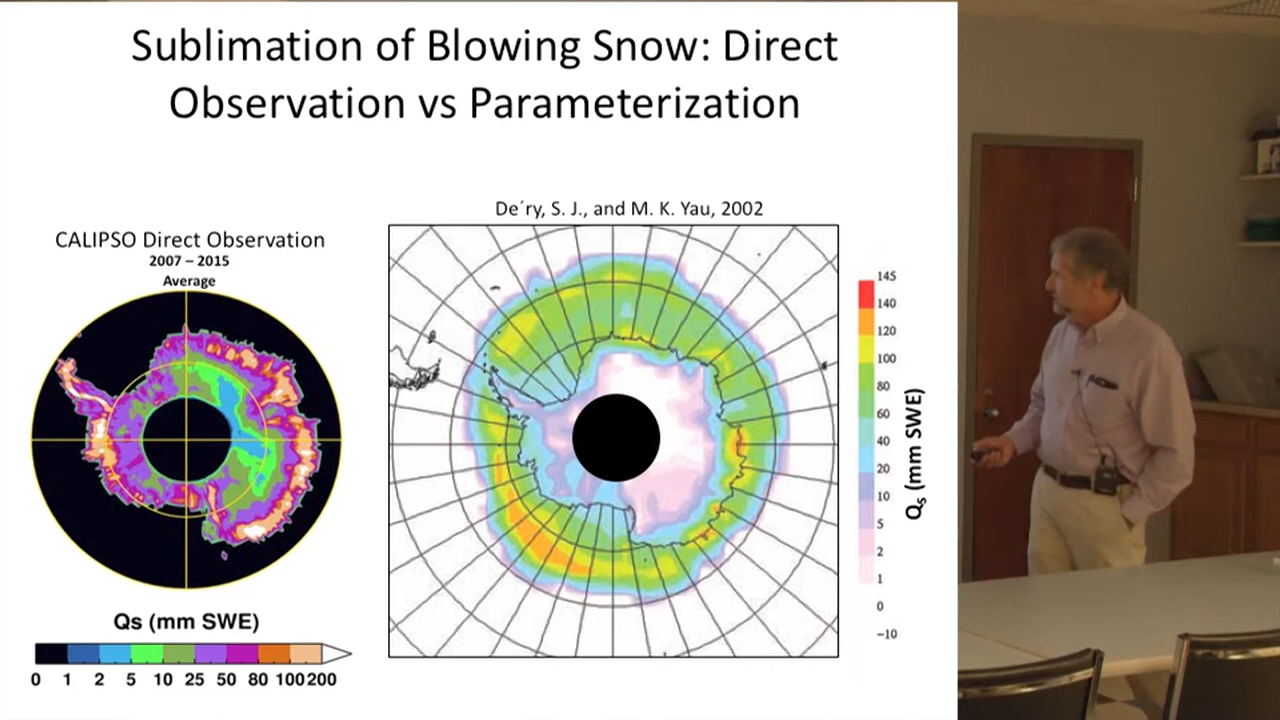 Sublimation of Blowing Snow: Direct
Observation vs Parameterization
De´ry, S. J., and M. K. Yau, 2002
CALIPSO Direct Observation
2007 – 2015
Average
145
140
120
100
80
60
40
20
10
5
2
1
0
−10
Qs (mm SWE)
Qs (mm SWE)
0 1 2 5 10 25 50 80 100 200